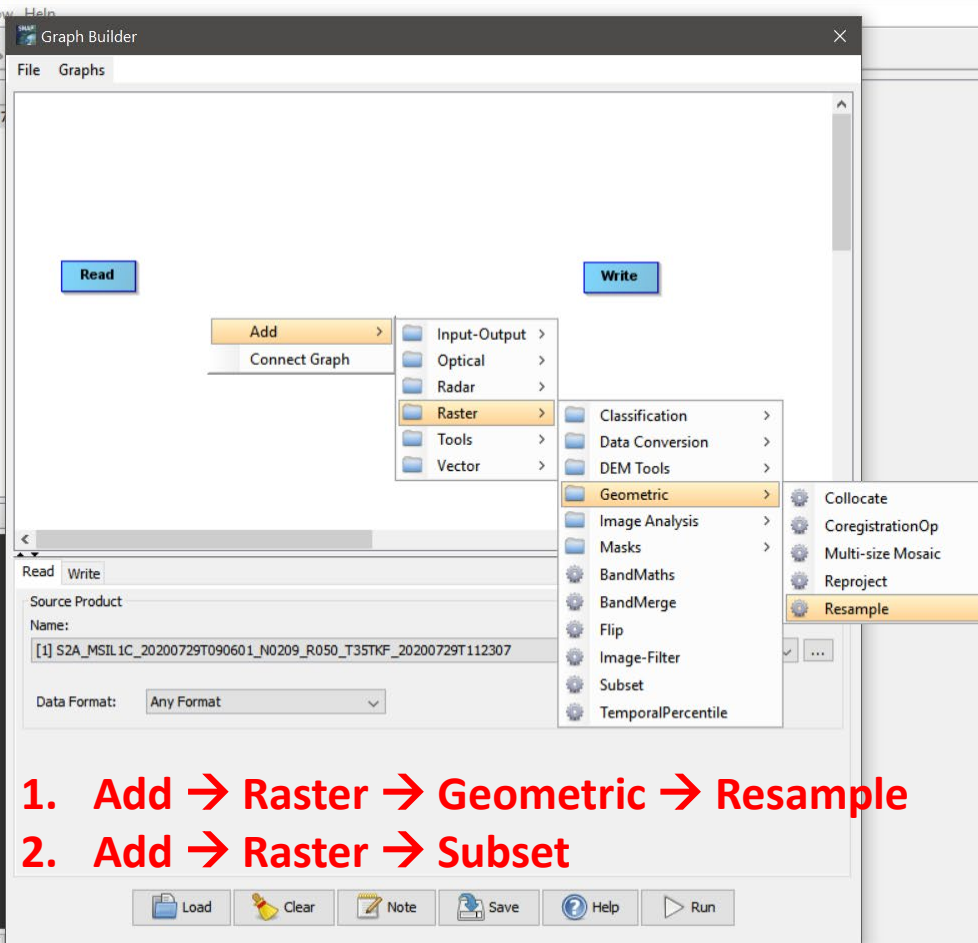 Help
SNAP
Graph Builder
File Graphs
Read
Write
Add
Connect Graph
Input-Output
Optical
Radar
Raster
Tools
Vector
Classification
Data Conversion
DEM Tools
Geometric
Image Analysis
Masks
BandMaths
BandMerge
Flip
Image-Filter
Subset
TemporalPercentile
Collocate
CoregistrationOp
Multi-size Mosaic
Reproject
Resample
Read Write
Source Product
Name:
[1] S2A_MSIL1C_20200729T090601_N0209_R050_T35TKF_20200729T112307
...
Data Format: Any Format
1. Add → Raster → Geometric → Resample
2. Add → Raster → Subset
Load Clear Note Save Help Run